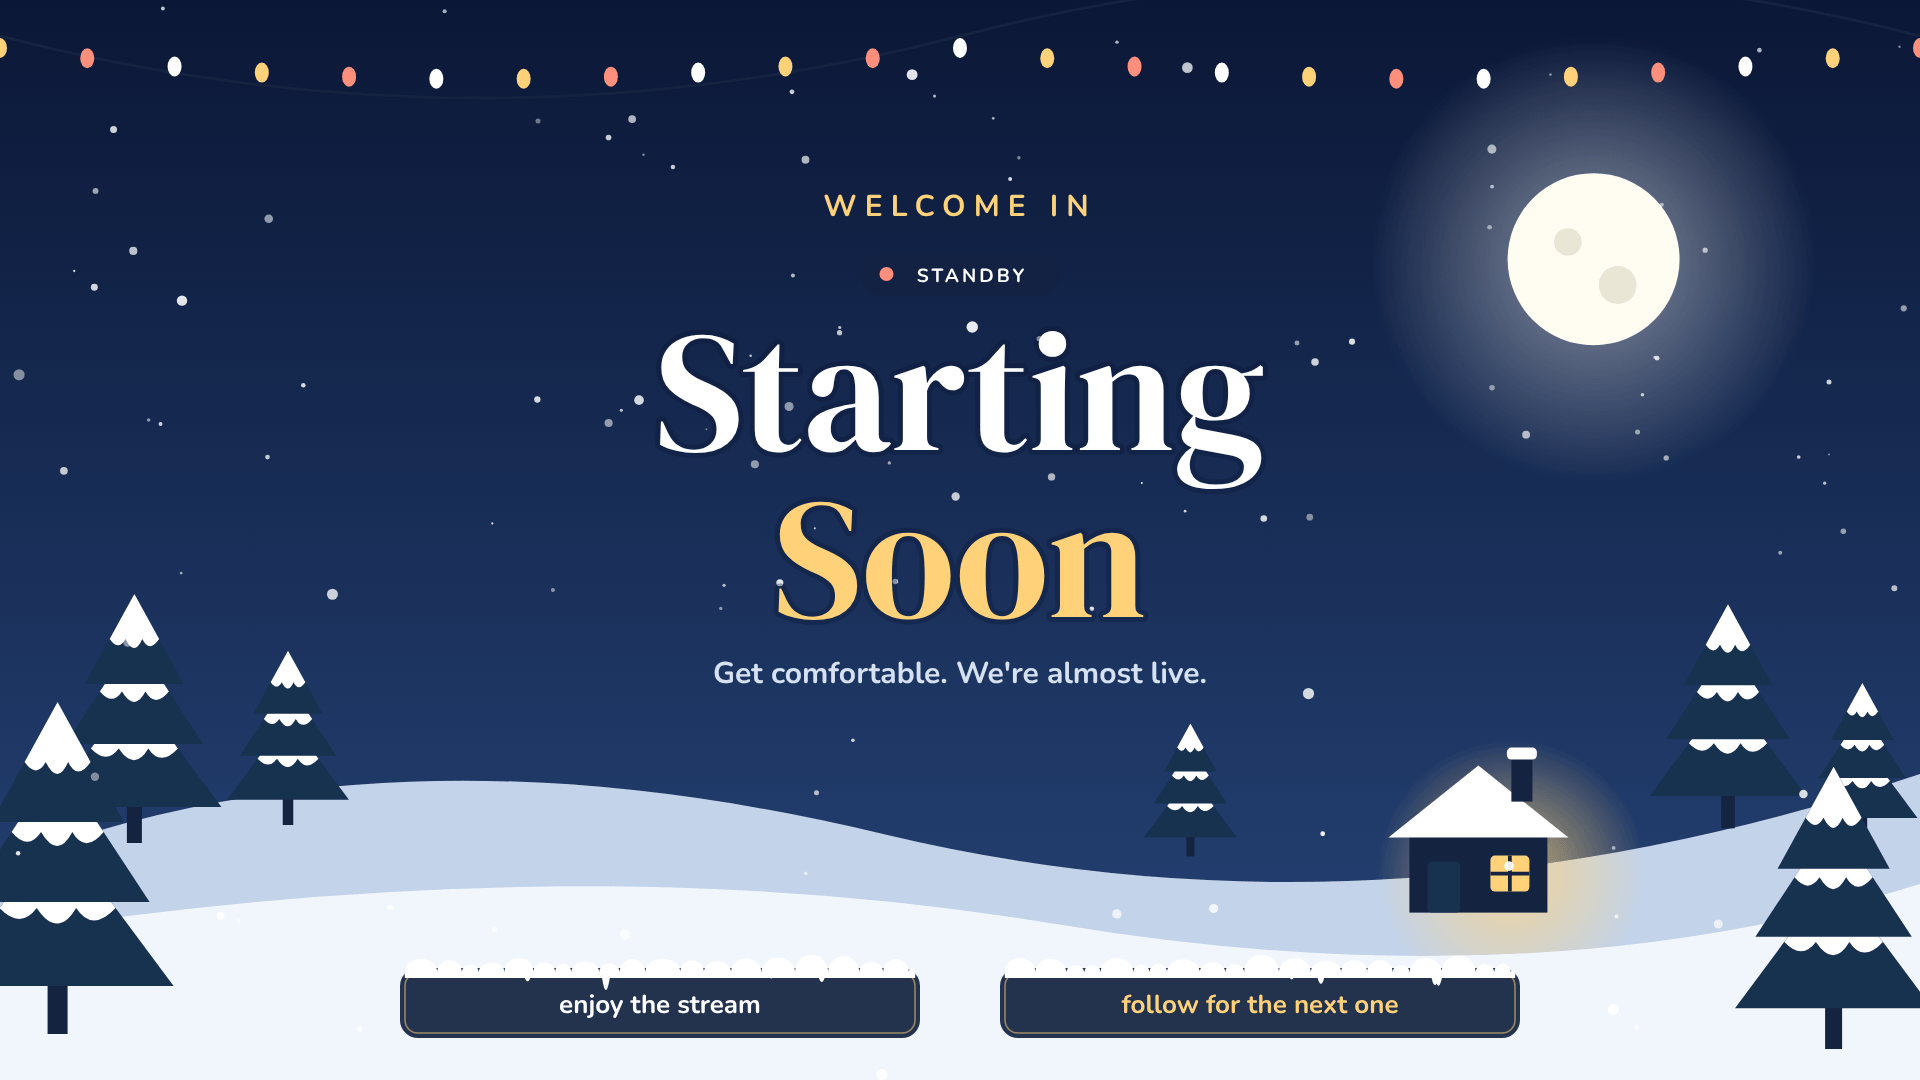 WELCOME IN
STANDBY
Starting
Soon
Get comfortable. We're almost live.
enjoy the stream
follow for the next one